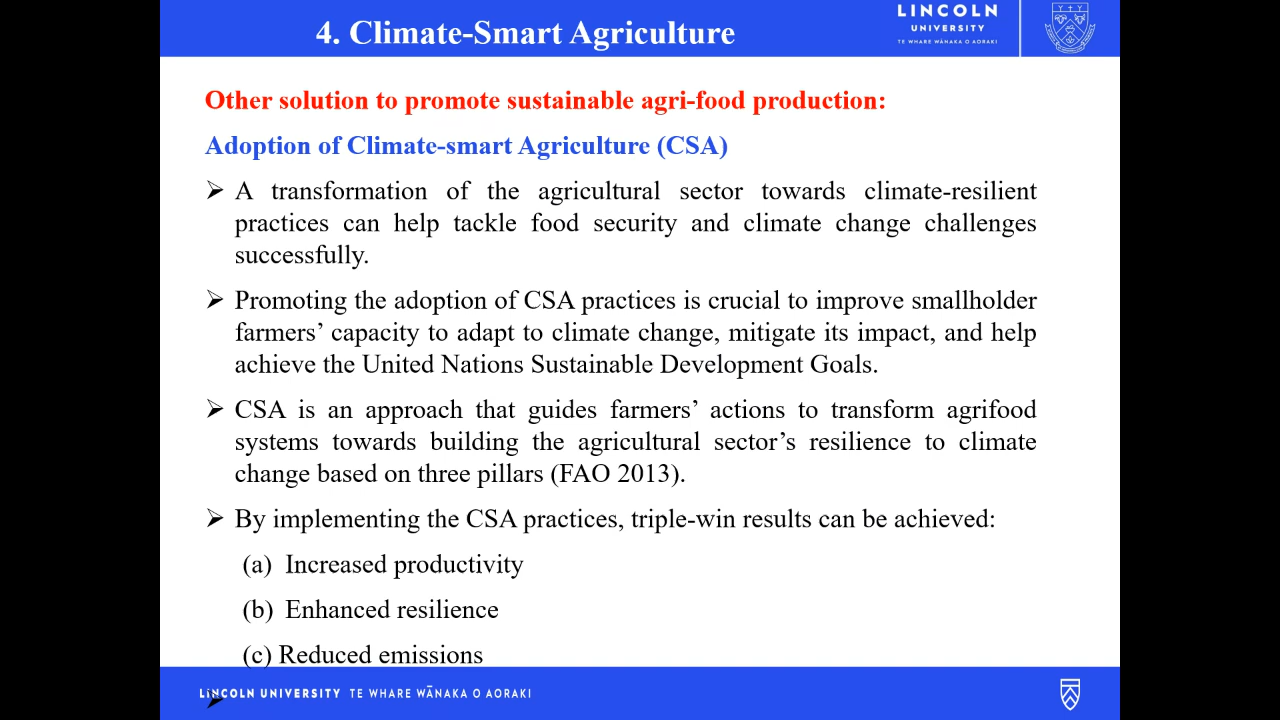 4. Climate-Smart Agriculture
LINCOLN
UNIVERSITY
TE WHARE WĀNAKA O AORAKI
Other solution to promote sustainable agri-food production:
Adoption of Climate-smart Agriculture (CSA)
➢ A transformation of the agricultural sector towards climate-resilient
practices can help tackle food security and climate change challenges
successfully.
➢ Promoting the adoption of CSA practices is crucial to improve smallholder
farmers’ capacity to adapt to climate change, mitigate its impact, and help
achieve the United Nations Sustainable Development Goals.
➢ CSA is an approach that guides farmers’ actions to transform agrifood
systems towards building the agricultural sector’s resilience to climate
change based on three pillars (FAO 2013).
➢ By implementing the CSA practices, triple-win results can be achieved:
(a) Increased productivity
(b) Enhanced resilience
(c) Reduced emissions
LINCOLN UNIVERSITY TE WHARE WĀNAKA O AORAKI